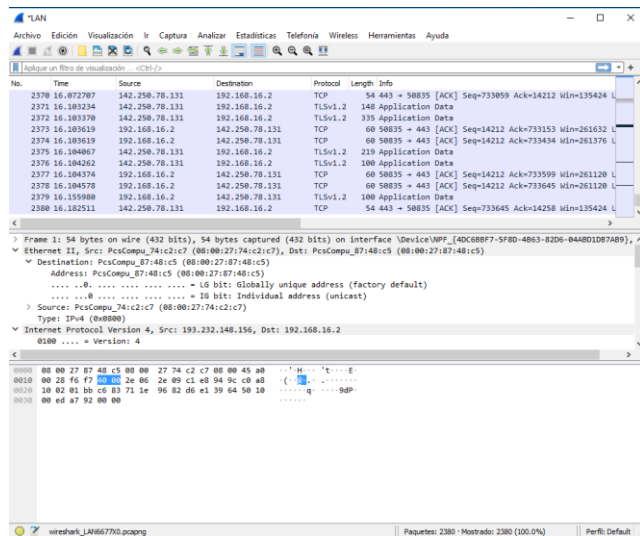 *LAN
Archivo Edición Visualización Ir Captura Analizar Estadísticas Telefonía Wireless Herramientas Ayuda
Aplique un filtro de visualización ... <Ctrl-/>
No. Time Source Destination Protocol Length Info
2370 16.072707 142.250.78.131 192.168.16.2 TCP 54 443 → 50835 [ACK] Seq=733059 Ack=14212 Win=135424 L
2371 16.103234 142.250.78.131 192.168.16.2 TLSv1.2 148 Application Data
2372 16.103370 142.250.78.131 192.168.16.2 TLSv1.2 335 Application Data
2373 16.103619 192.168.16.2 142.250.78.131 TCP 60 50835 → 443 [ACK] Seq=14212 Ack=733153 Win=261632 L
2374 16.103619 192.168.16.2 142.250.78.131 TCP 60 50835 → 443 [ACK] Seq=14212 Ack=733434 Win=261376 L
2375 16.104067 142.250.78.131 192.168.16.2 TLSv1.2 219 Application Data
2376 16.104262 142.250.78.131 192.168.16.2 TLSv1.2 100 Application Data
2377 16.104374 192.168.16.2 142.250.78.131 TCP 60 50835 → 443 [ACK] Seq=14212 Ack=733599 Win=261120 L
2378 16.104578 192.168.16.2 142.250.78.131 TCP 60 50835 → 443 [ACK] Seq=14212 Ack=733645 Win=261120 L
2379 16.155980 192.168.16.2 142.250.78.131 TLSv1.2 100 Application Data
2380 16.182511 142.250.78.131 192.168.16.2 TCP 54 443 → 50835 [ACK] Seq=733645 Ack=14258 Win=135424 L
Frame 1: 54 bytes on wire (432 bits), 54 bytes captured (432 bits) on interface \Device\NPF_{4DC6BBF7-5F8D-4B63-82D6-04ABD1DB7AB9},
Ethernet II, Src: PcsCompu_74:c2:c7 (08:00:27:74:c2:c7), Dst: PcsCompu_87:48:c5 (08:00:27:87:48:c5)
Destination: PcsCompu_87:48:c5 (08:00:27:87:48:c5)
Address: PcsCompu_87:48:c5 (08:00:27:87:48:c5)
.... ..0. .... .... .... .... = LG bit: Globally unique address (factory default)
.... ...0 .... .... .... .... = IG bit: Individual address (unicast)
Source: PcsCompu_74:c2:c7 (08:00:27:74:c2:c7)
Type: IPv4 (0x0800)
Internet Protocol Version 4, Src: 193.232.148.156, Dst: 192.168.16.2
0100 .... = Version: 4
0000 08 00 27 87 48 c5 08 00 27 74 c2 c7 08 00 45 a0 ··'·H··· 't····E·
0010 00 28 f6 f7 40 00 2e 06 2e 09 c1 e8 94 9c c0 a8 ·(··@·.· .·······
0020 10 02 01 bb c6 83 71 1e 96 82 d6 e1 39 64 50 10 ······q· ····9dP·
0030 00 ed a7 92 00 00 ······
wireshark_LAN6677X0.pcapng Paquetes: 2380 · Mostrado: 2380 (100.0%) Perfil: Default